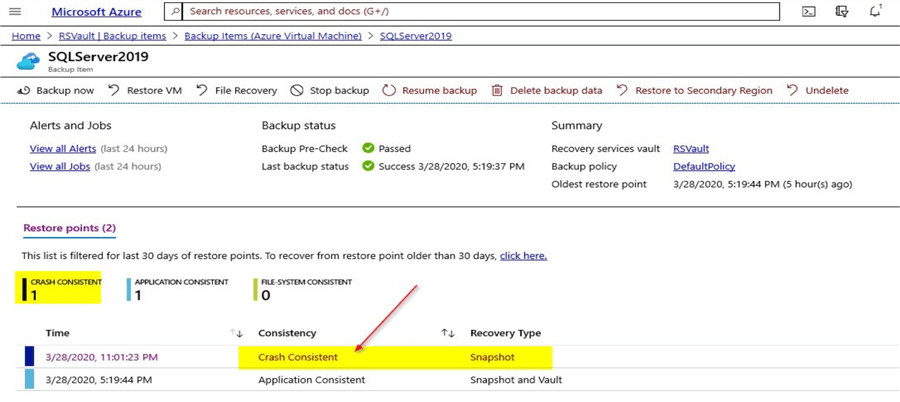 Microsoft Azure
Search resources, services, and docs (G+/)
1
Home > RSVault | Backup items > Backup Items (Azure Virtual Machine) > SQLServer2019
SQLServer2019
Backup Item
Backup now Restore VM File Recovery Stop backup Resume backup Delete backup data Restore to Secondary Region Undelete
Alerts and Jobs Backup status Summary
View all Alerts (last 24 hours) Backup Pre-Check Passed Recovery services vault RSVault
View all Jobs (last 24 hours) Last backup status Success 3/28/2020, 5:19:37 PM Backup policy DefaultPolicy
Oldest restore point 3/28/2020, 5:19:44 PM (5 hour(s) ago)
Restore points (2)
This list is filtered for last 30 days of restore points. To recover from restore point older than 30 days, click here.
CRASH CONSISTENT APPLICATION CONSISTENT FILE-SYSTEM CONSISTENT
1 1 0
Time Consistency Recovery Type
3/28/2020, 11:01:23 PM Crash Consistent Snapshot
3/28/2020, 5:19:44 PM Application Consistent Snapshot and Vault